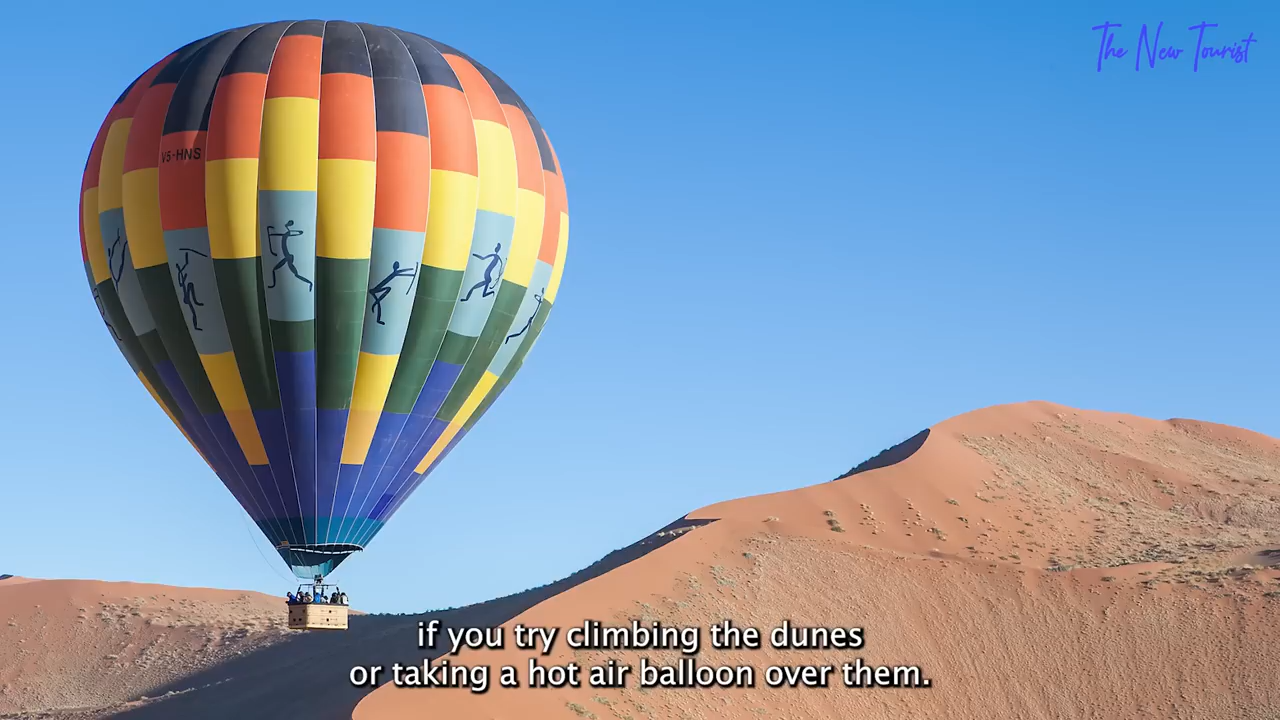 The New Tourist
V5-HNS
if you try climbing the dunes
or taking a hot air balloon over them.